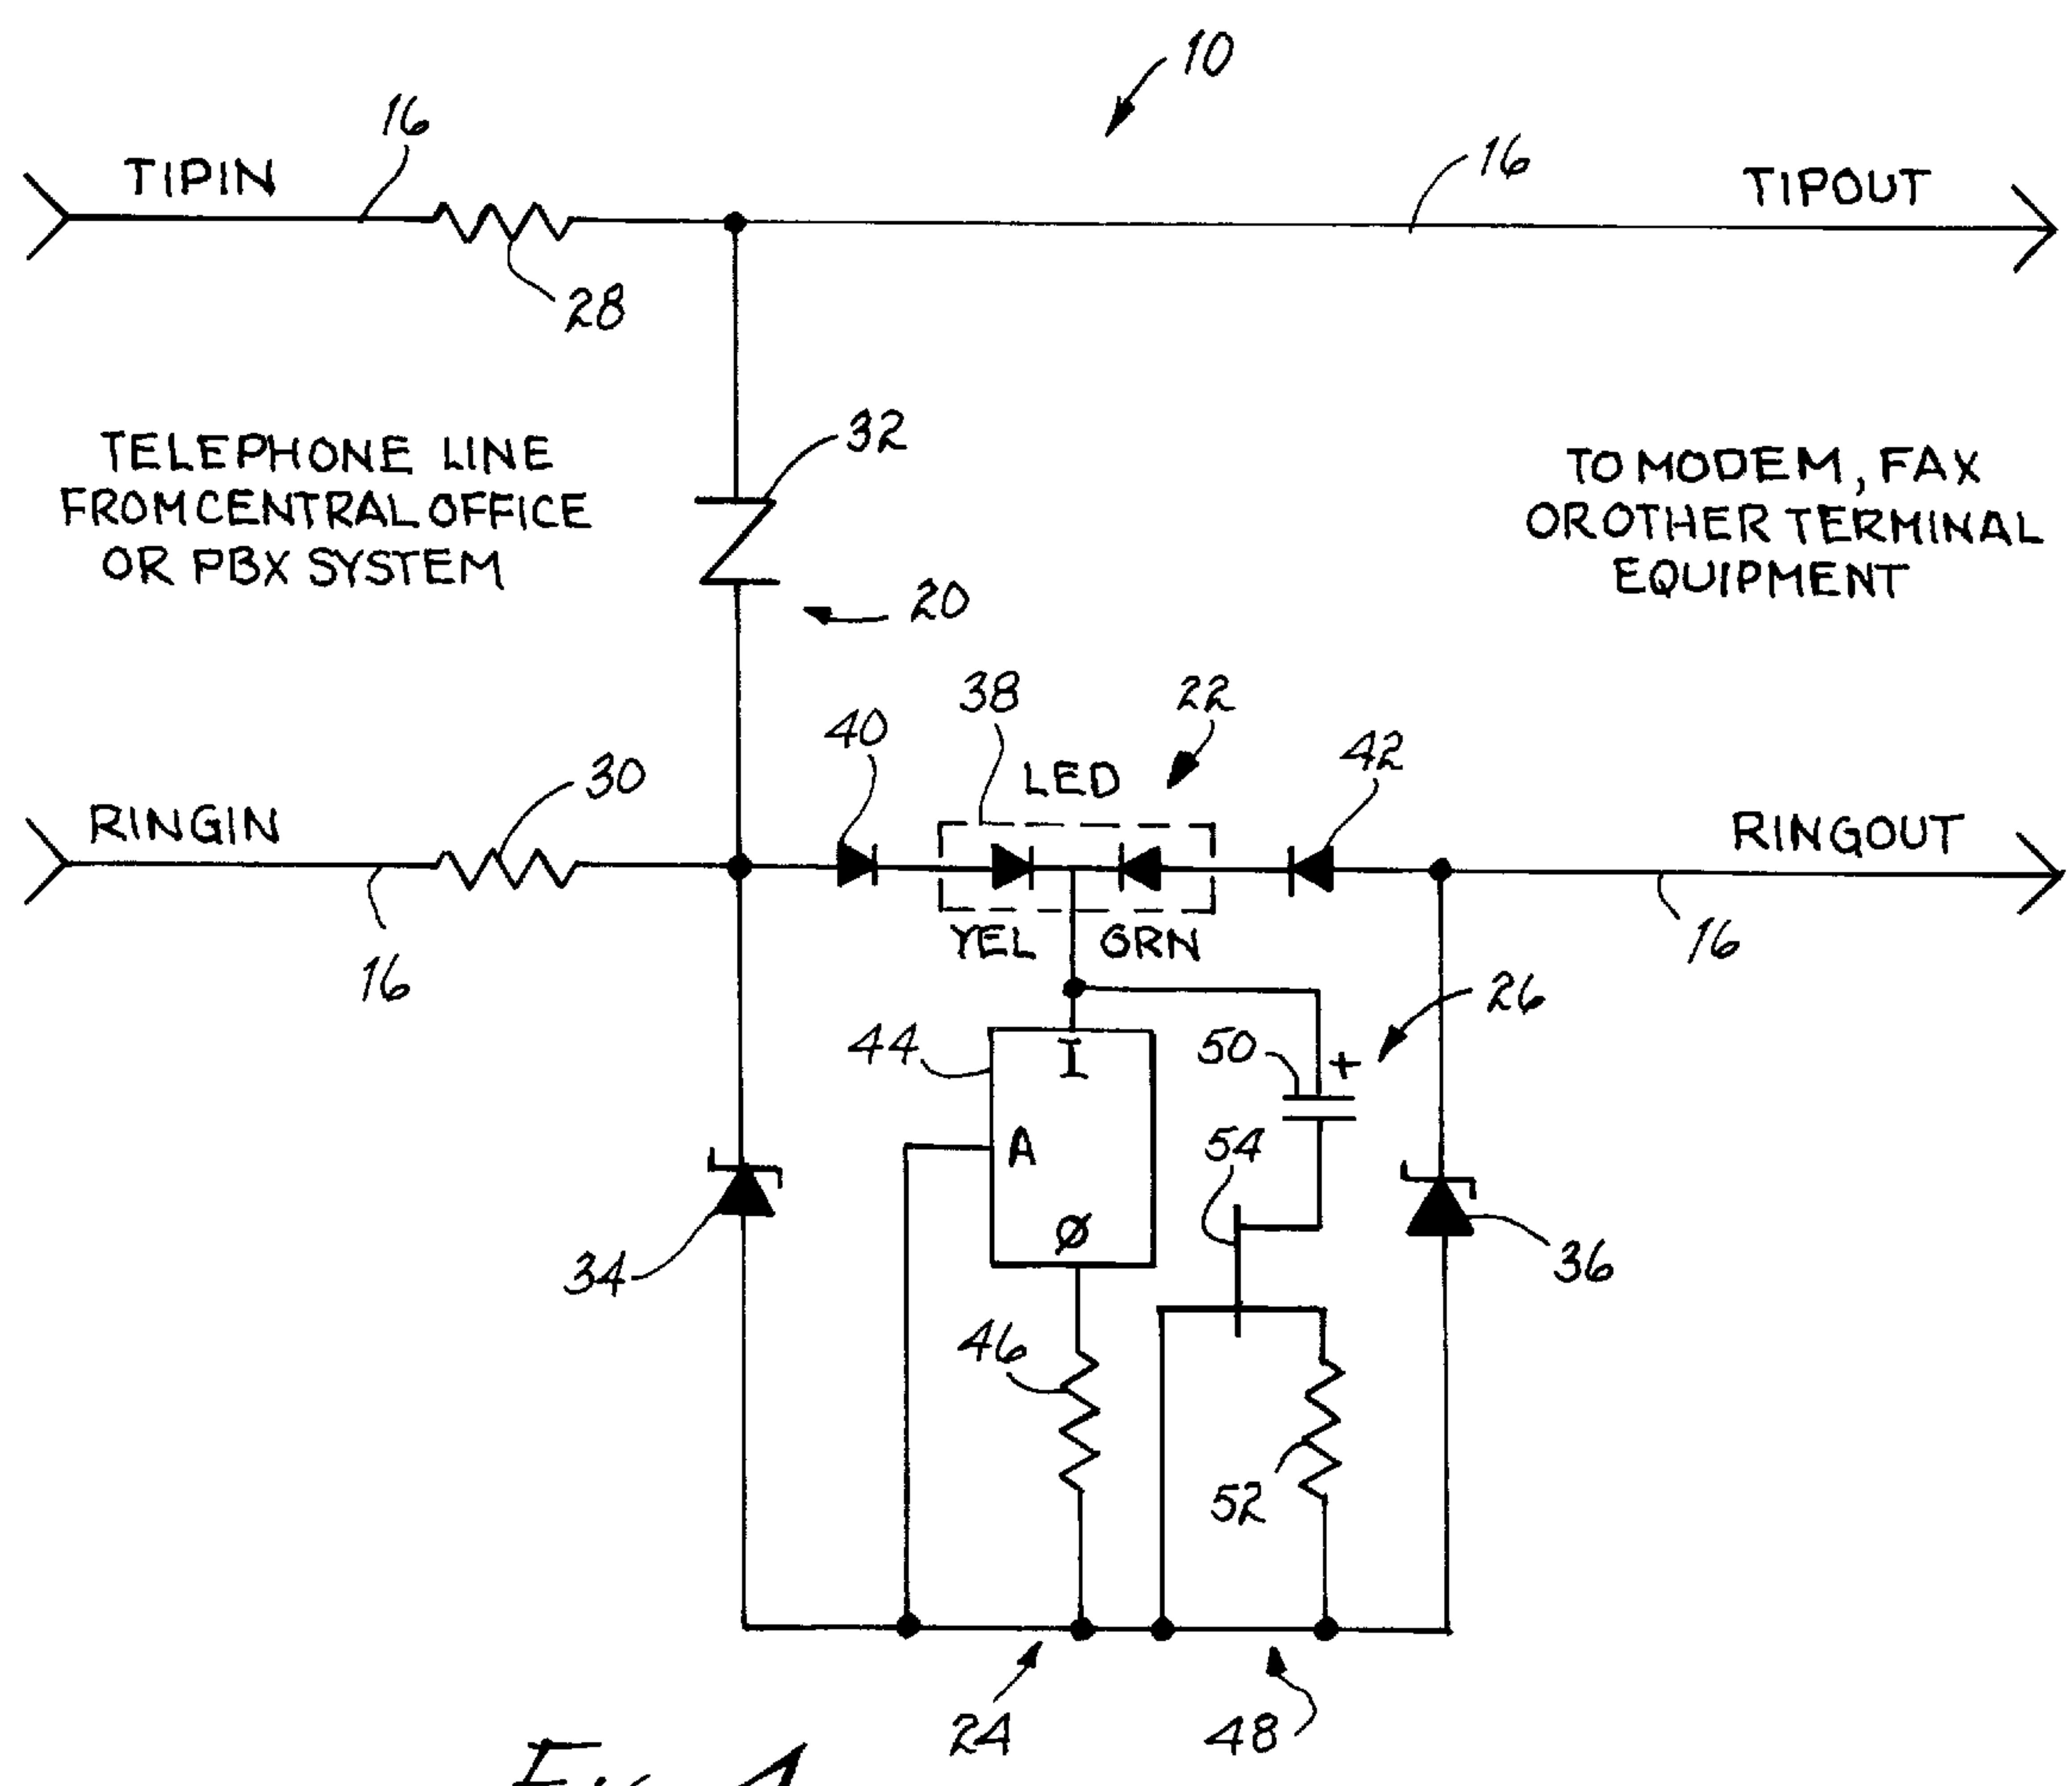 10
16
TIPIN
16
TIPOUT
28
32
TELEPHONE LINE
FROM CENTRAL OFFICE
OR PBX SYSTEM
TO MODEM, FAX
OR OTHER TERMINAL
EQUIPMENT
20
38
22
40
42
LED
30
RINGIN
RINGOUT
YEL
GRN
16
16
26
44
I
50
+
A
54
Ø
34
36
46
52
24
48